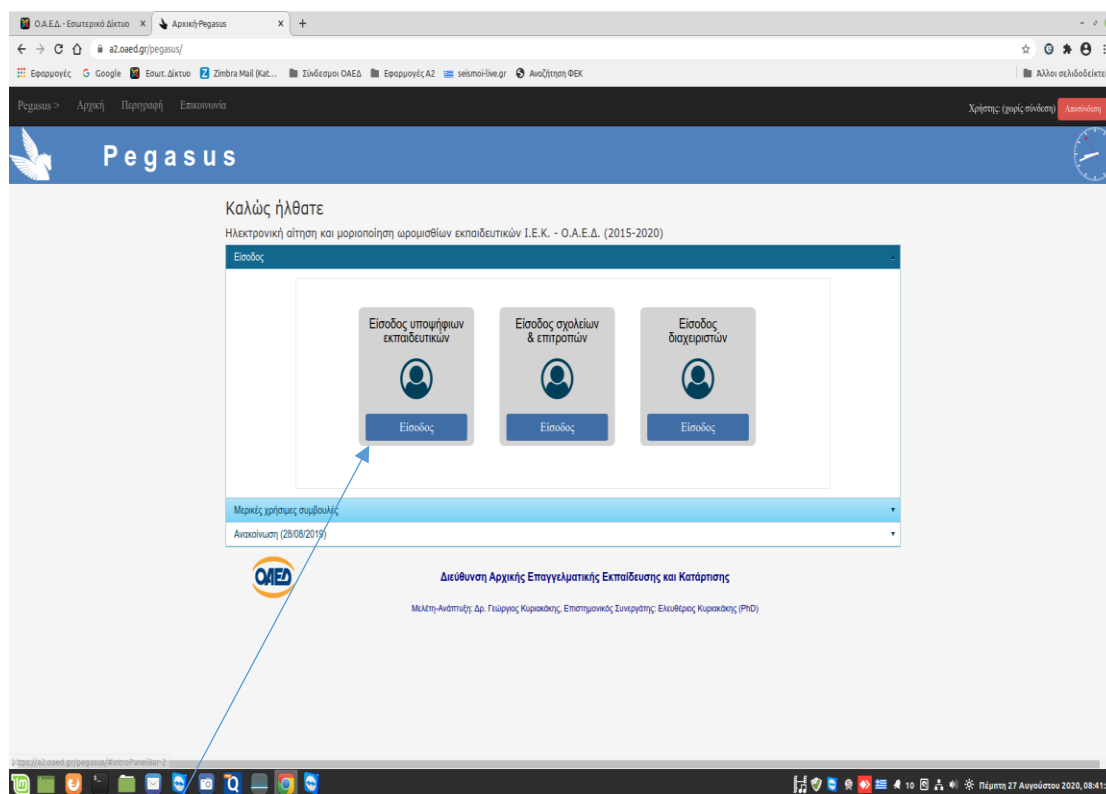 Ο.Α.Ε.Δ. - Εσωτερικό Δίκτυο
Αρχική-Pegasus
a2.oaed.gr/pegasus/
Εφαρμογές Google Εσωτ. Δίκτυο Zimbra Mail (Kat... Σύνδεσμοι ΟΑΕΔ Εφαρμογές Α2 seismoi-live.gr Αναζήτηση ΦΕΚ Άλλοι σελιδοδείκτε
Pegasus > Αρχική Περιγραφή Επικοινωνία Χρήστης: (χωρίς σύνδεση) Αποσύνδεση
Pegasus
Καλώς ήλθατε
Ηλεκτρονική αίτηση και μοριοποίηση ωρομισθίων εκπαιδευτικών Ι.Ε.Κ. - Ο.Α.Ε.Δ. (2015-2020)
Είσοδος
Είσοδος υποψήφιων εκπαιδευτικών
Είσοδος
Είσοδος σχολείων & επιτροπών
Είσοδος
Είσοδος διαχειριστών
Είσοδος
Μερικές χρήσιμες συμβουλές
Ανακοίνωση (28/08/2019)
ΟΑΕΔ
Διεύθυνση Αρχικής Επαγγελματικής Εκπαίδευσης και Κατάρτισης
Μελέτη-Ανάπτυξη: Δρ. Γεώργιος Κυριακάκης, Επιστημονικός Συνεργάτης: Ελευθέριος Κυριακάκης (PhD)
https://a2.oaed.gr/pegasus/#introPanelBar-2
10 Πέμπτη 27 Αυγούστου 2020, 08:41: